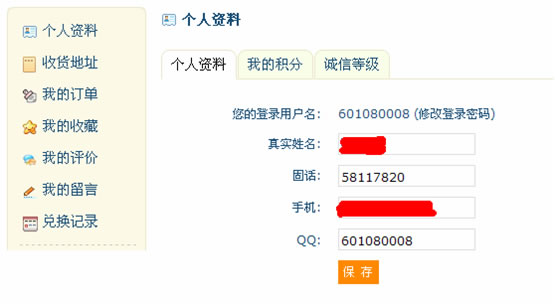 个人资料
收货地址
我的订单
我的收藏
我的评价
我的留言
兑换记录
个人资料
个人资料 我的积分 诚信等级
您的登录用户名: 601080008 (修改登录密码)
真实姓名:
固话: 58117820
手机:
QQ: 601080008
保 存